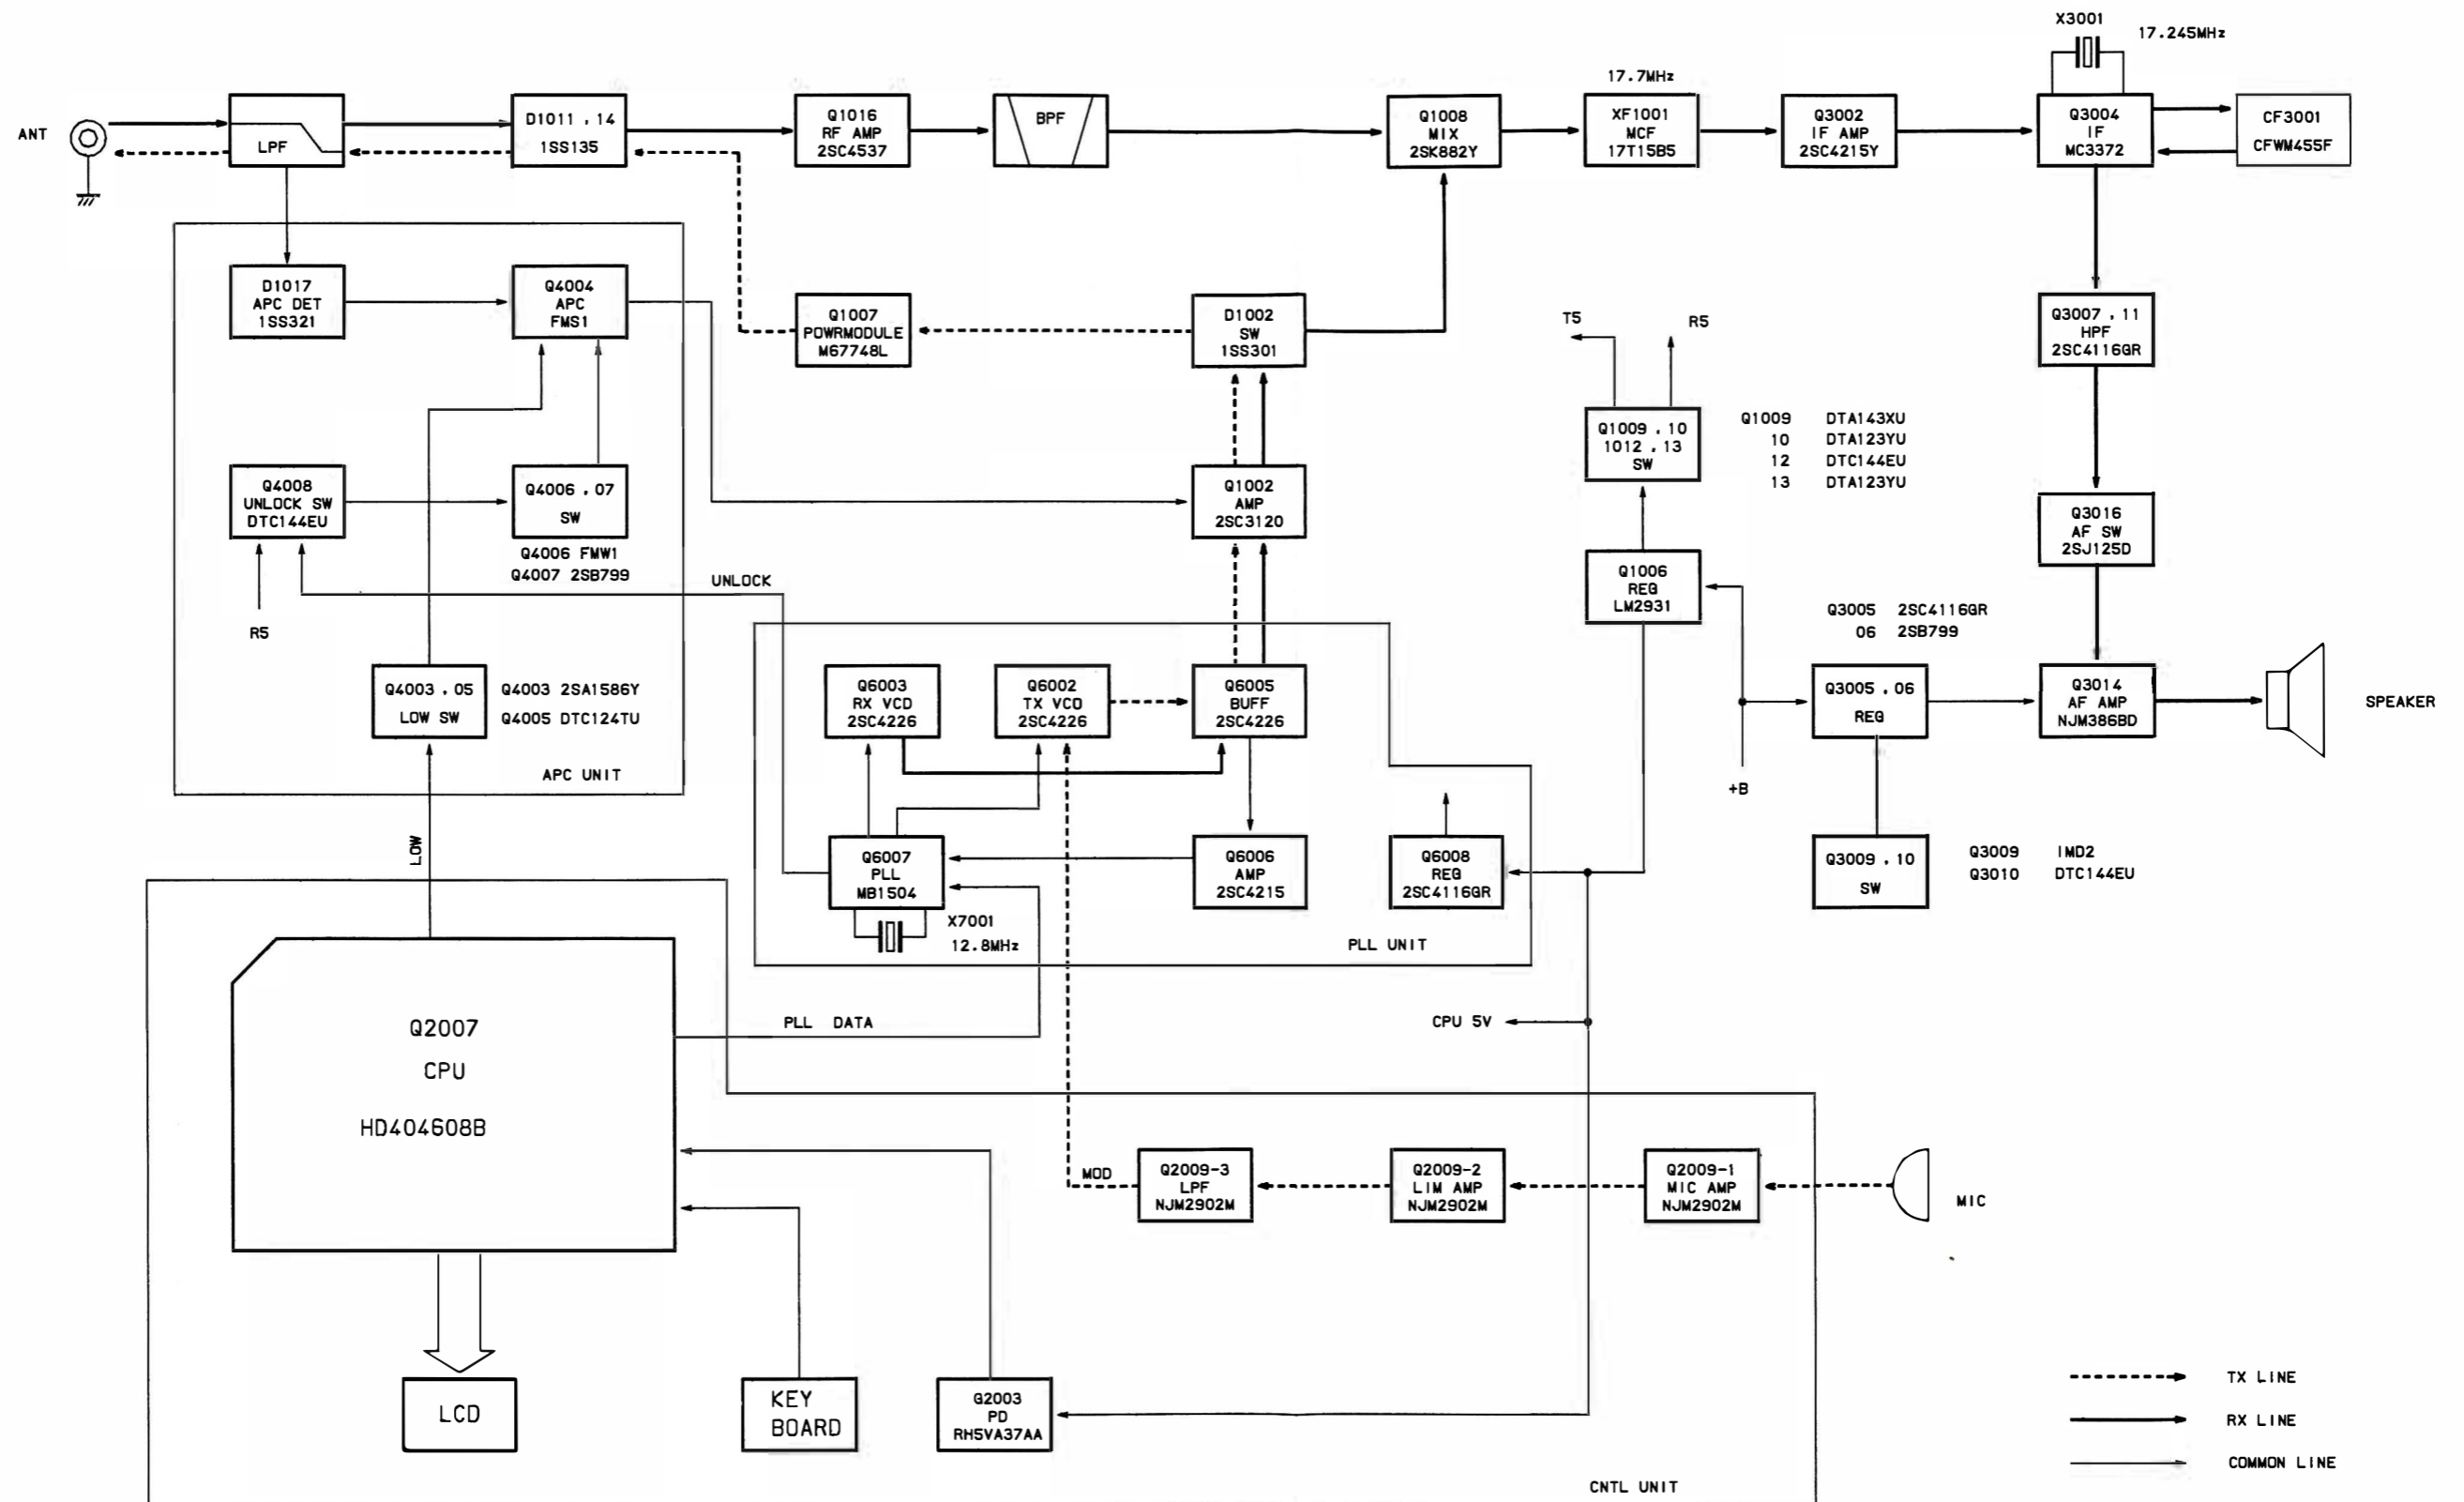 X3001
17.245MHz
17.7MHz
ANT
LPF
D1011 . 14
1SS135
Q1016
RF AMP
2SC4537
BPF
Q1008
MIX
2SK882Y
XF1001
MCF
17T15B5
Q3002
IF AMP
2SC4215Y
Q3004
IF
MC3372
CF3001
CFWM455F
D1017
APC DET
1SS321
Q4004
APC
FMS1
Q1007
POWRMODULE
M67748L
D1002
SW
1SS301
T5
R5
Q3007 . 11
HPF
2SC4116GR
Q1009 . 10
1012 . 13
SW
Q1009 DTA143XU
10 DTA123YU
12 DTC144EU
13 DTA123YU
Q4008
UNLOCK SW
DTC144EU
Q4006 . 07
SW
Q4006 FMW1
Q4007 2SB799
Q1002
AMP
2SC3120
Q3016
AF SW
2SJ125D
UNLOCK
R5
Q1006
REG
LM2931
Q3005 2SC4116GR
06 2SB799
Q4003 . 05
LOW SW
Q4003 2SA1586Y
Q4005 DTC124TU
APC UNIT
Q6003
RX VCO
2SC4226
Q6002
TX VCO
2SC4226
Q6005
BUFF
2SC4226
Q3005 . 06
REG
Q3014
AF AMP
NJM386BD
SPEAKER
+B
LOW
Q6007
PLL
MB1504
X7001
12.8MHz
Q6006
AMP
2SC4215
Q6008
REG
2SC4116GR
PLL UNIT
Q3009 . 10
SW
Q3009 IMD2
Q3010 DTC144EU
Q2007
CPU
HD404608B
PLL DATA
CPU 5V
MOD
Q2009-3
LPF
NJM2902M
Q2009-2
LIM AMP
NJM2902M
Q2009-1
MIC AMP
NJM2902M
MIC
LCD
KEY
BOARD
Q2003
PD
RH5VA37AA
TX LINE
RX LINE
COMMON LINE
CNTL UNIT